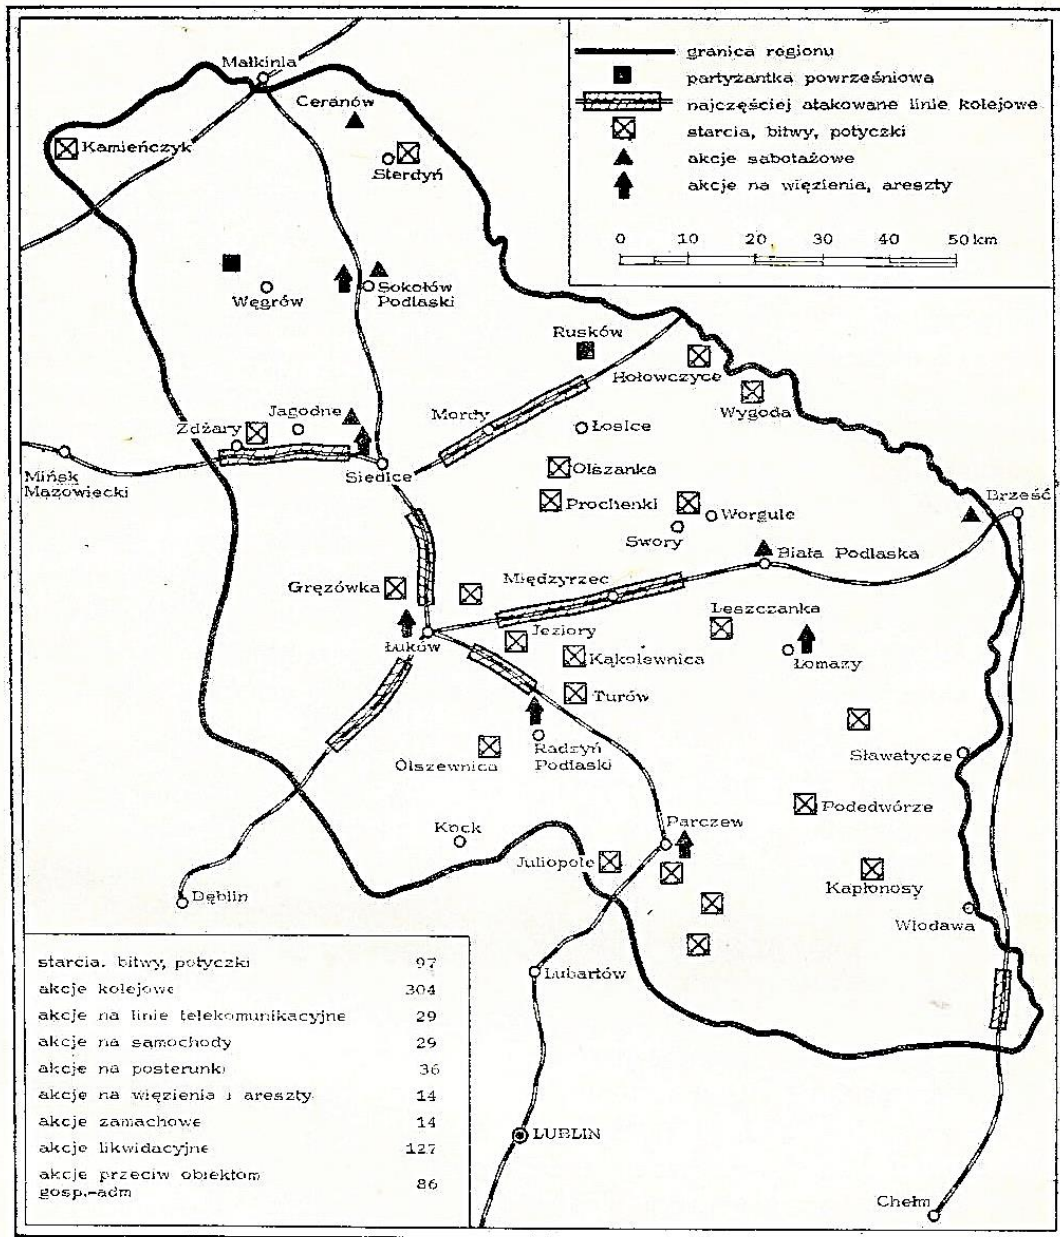 granica regionu
partyzantka powrześniowa
najczęściej atakowane linie kolejowe
starcia, bitwy, potyczki
akcje sabotażowe
akcje na więzienia, areszty
0 10 20 30 40 50 km
Małkinia
Ceranów
Kamieńczyk
Sterdyń
Węgrów
Sokołów
Podlaski
Rusków
Hołowczyce
Wygoda
Jagodne
Zdżary
Mordy
Łosice
Siedlce
Mińsk
Mazowiecki
Olszanka
Prochenki
Worgule
Brześć
Swory
Biała Podlaska
Gręzówka
Międzyrzec
Leszczanka
Jeziory
Łuków
Kąkolewnica
Łomazy
Turów
Radzyń
Podlaski
Olszewnica
Sławatycze
Podedwórze
Kock
Parczew
Juliopole
Kapłonosy
Dęblin
Włodawa
Lubartów
LUBLIN
Chełm
starcia, bitwy, potyczki 97
akcje kolejowe 304
akcje na linie telekomunikacyjne 29
akcje na samochody 29
akcje na posterunki 36
akcje na więzienia i areszty 14
akcje zamachowe 14
akcje likwidacyjne 127
akcje przeciw obiektom
gosp.-adm 86